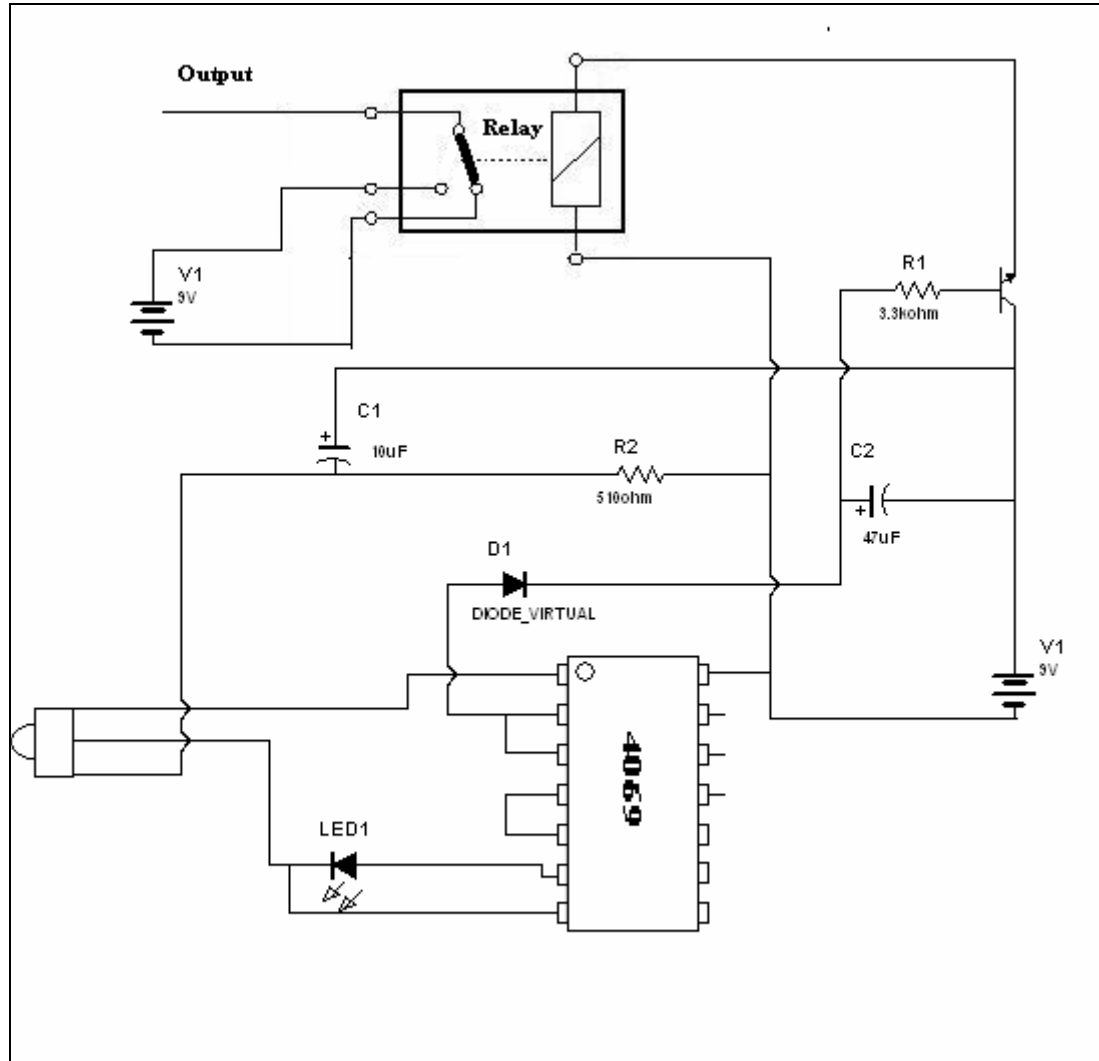 Output
Relay
V1
9V
R1
3.3kohm
C1
10uF
R2
510ohm
C2
47uF
D1
DIODE_VIRTUAL
V1
9V
4069
LED1